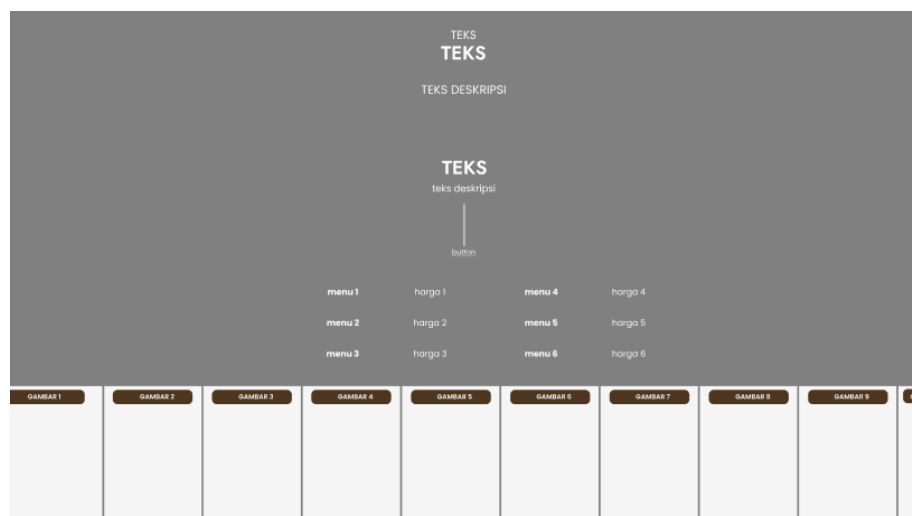 TEKS
TEKS
TEKS DESKRIPSI
TEKS
teks deskripsi
button
menu 1 harga 1 menu 4 harga 4
menu 2 harga 2 menu 5 harga 5
menu 3 harga 3 menu 6 harga 6
GAMBAR 1 GAMBAR 2 GAMBAR 3 GAMBAR 4 GAMBAR 5 GAMBAR 6 GAMBAR 7 GAMBAR 8 GAMBAR 9